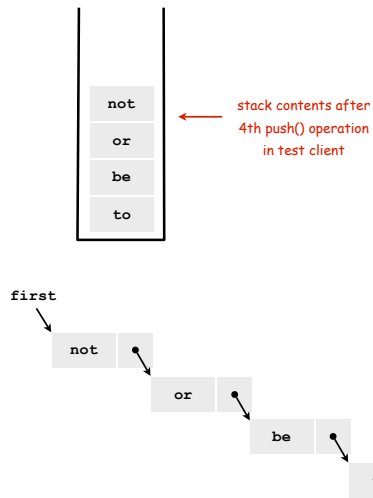 not
or
be
to
stack contents after
4th push() operation
in test client
first
not
or
be